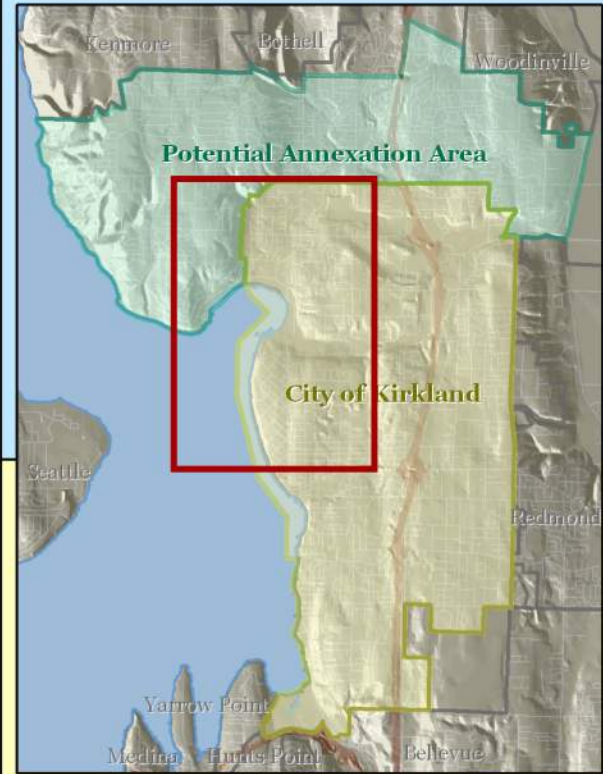 Kenmore
Bothell
Woodinville
Potential Annexation Area
City of Kirkland
Seattle
Redmond
Yarrow Point
Medina
Hunts Point
Bellevue